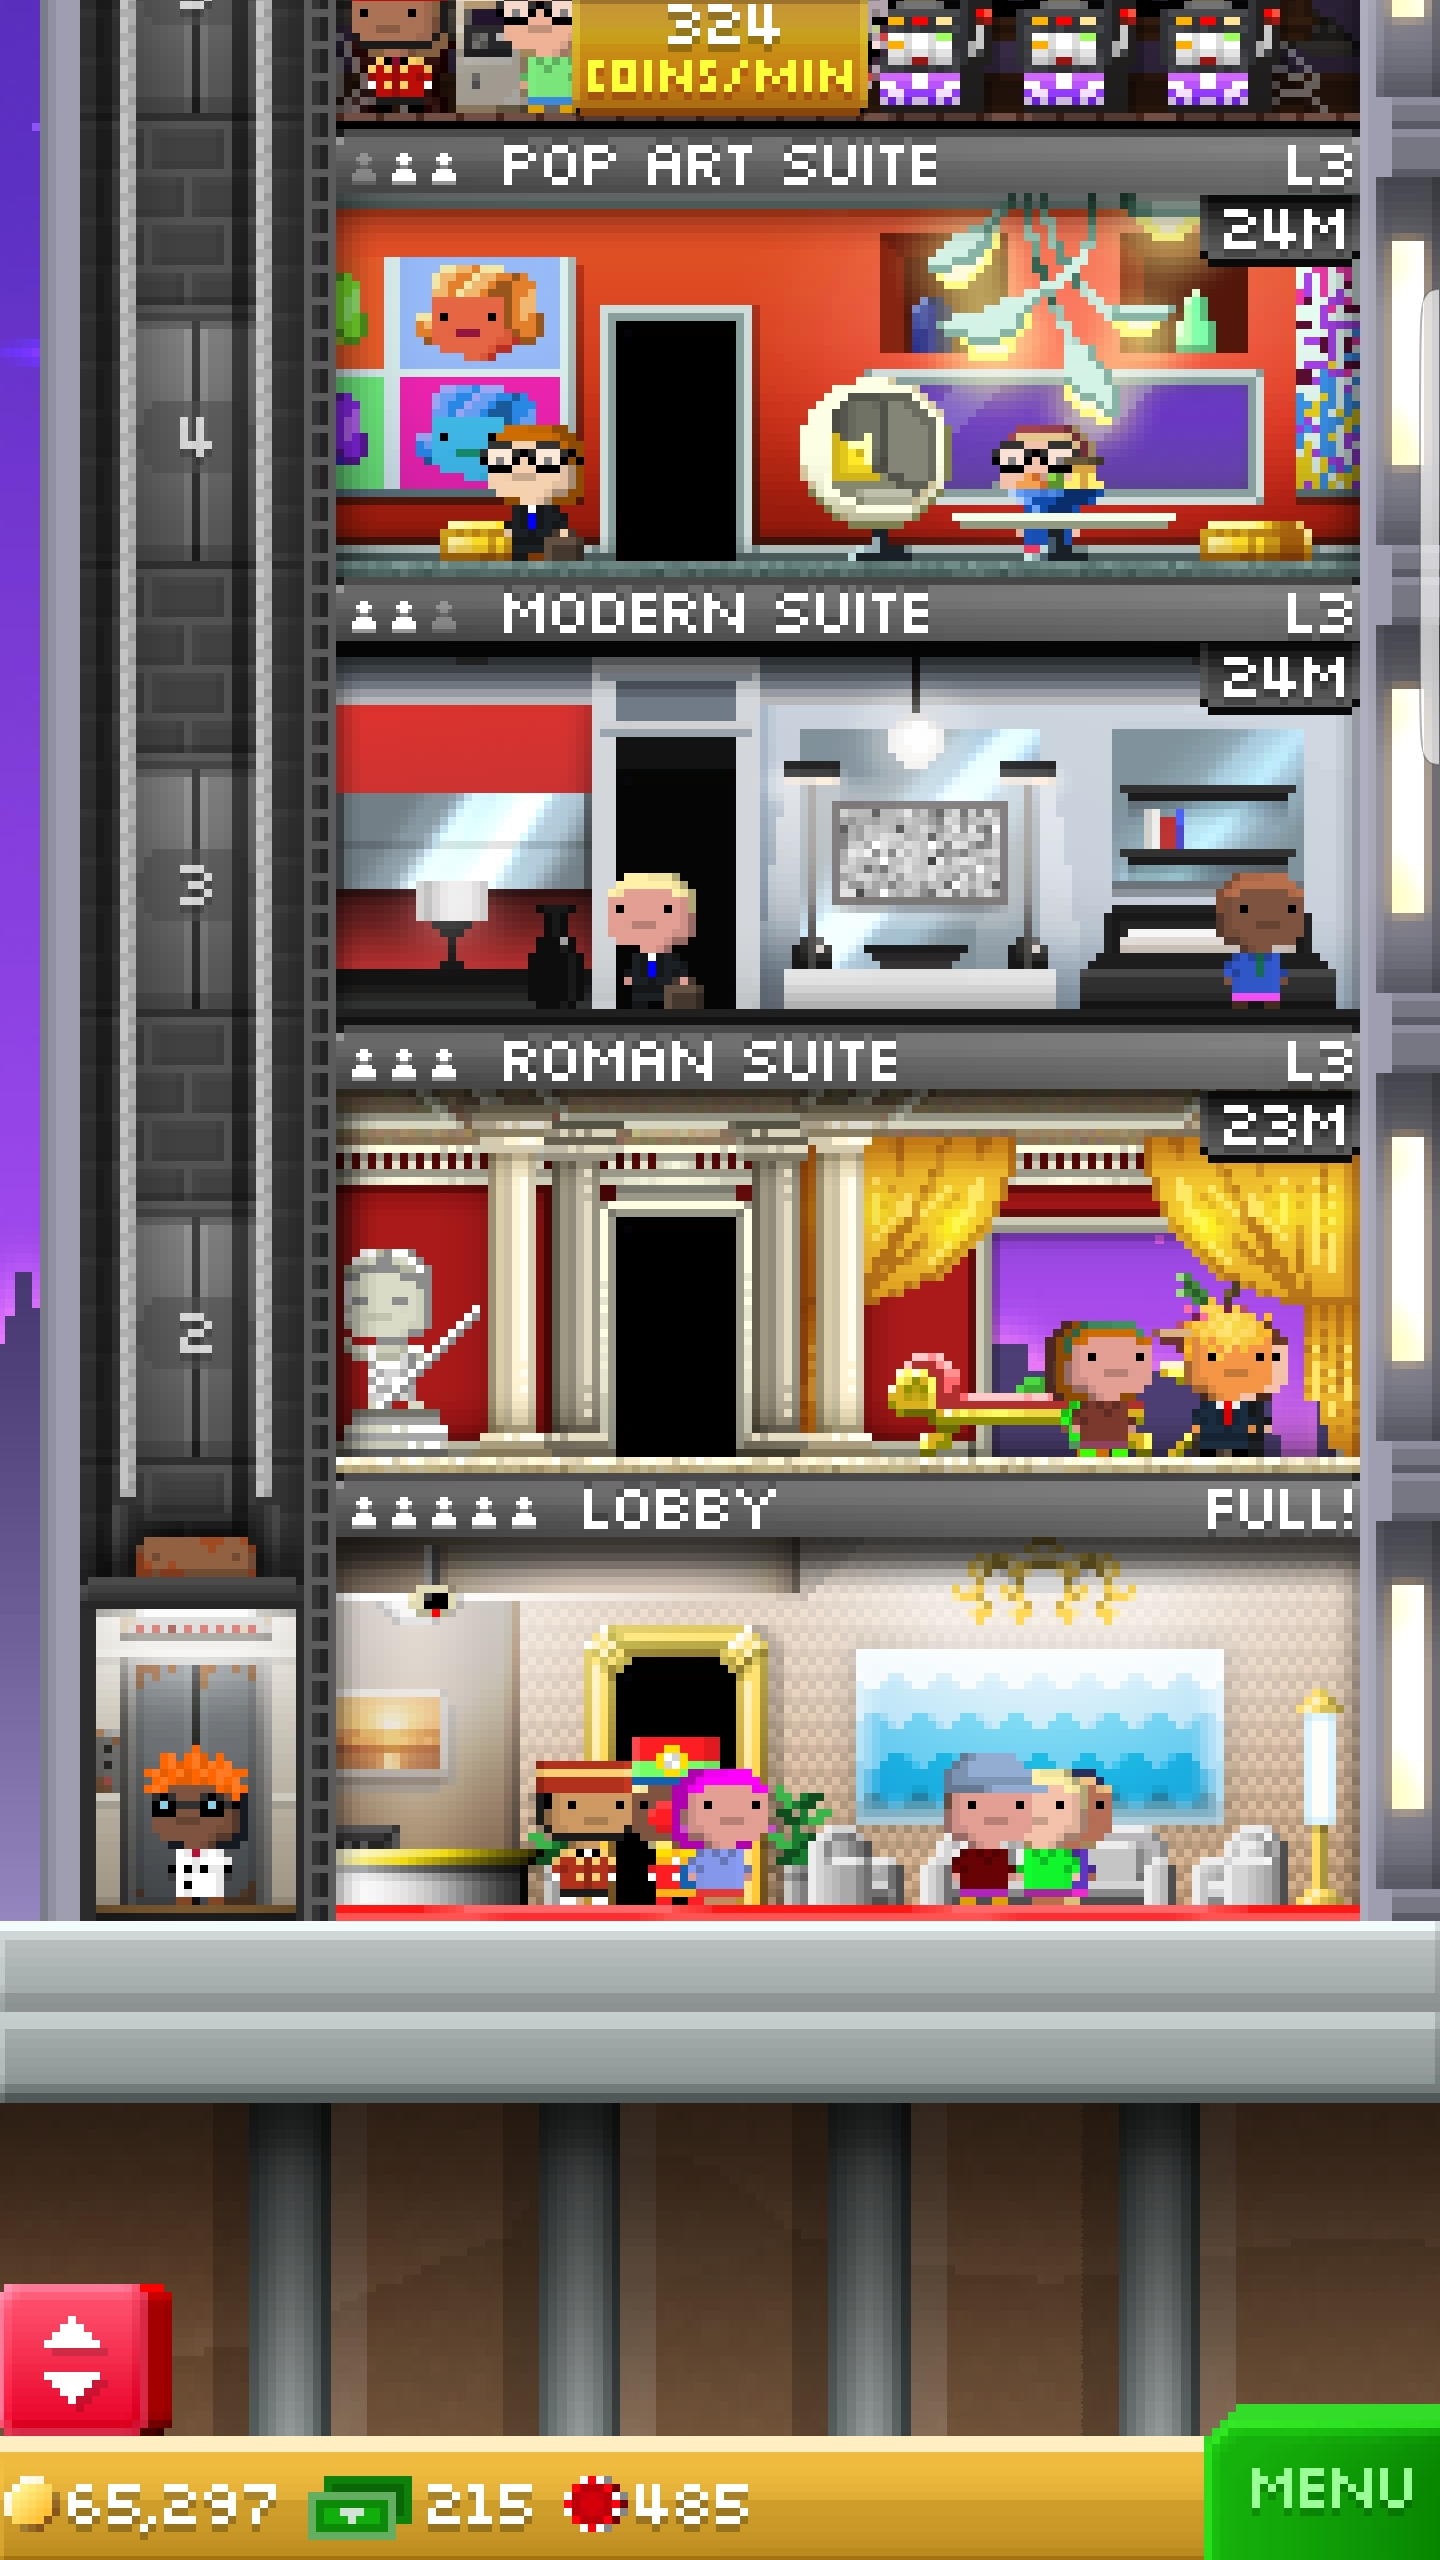 324
COINS/MIN
POP ART SUITE L3
24M
4
MODERN SUITE L3
24M
3
ROMAN SUITE L3
23M
2
LOBBY FULL!
65,297 215 485
MENU